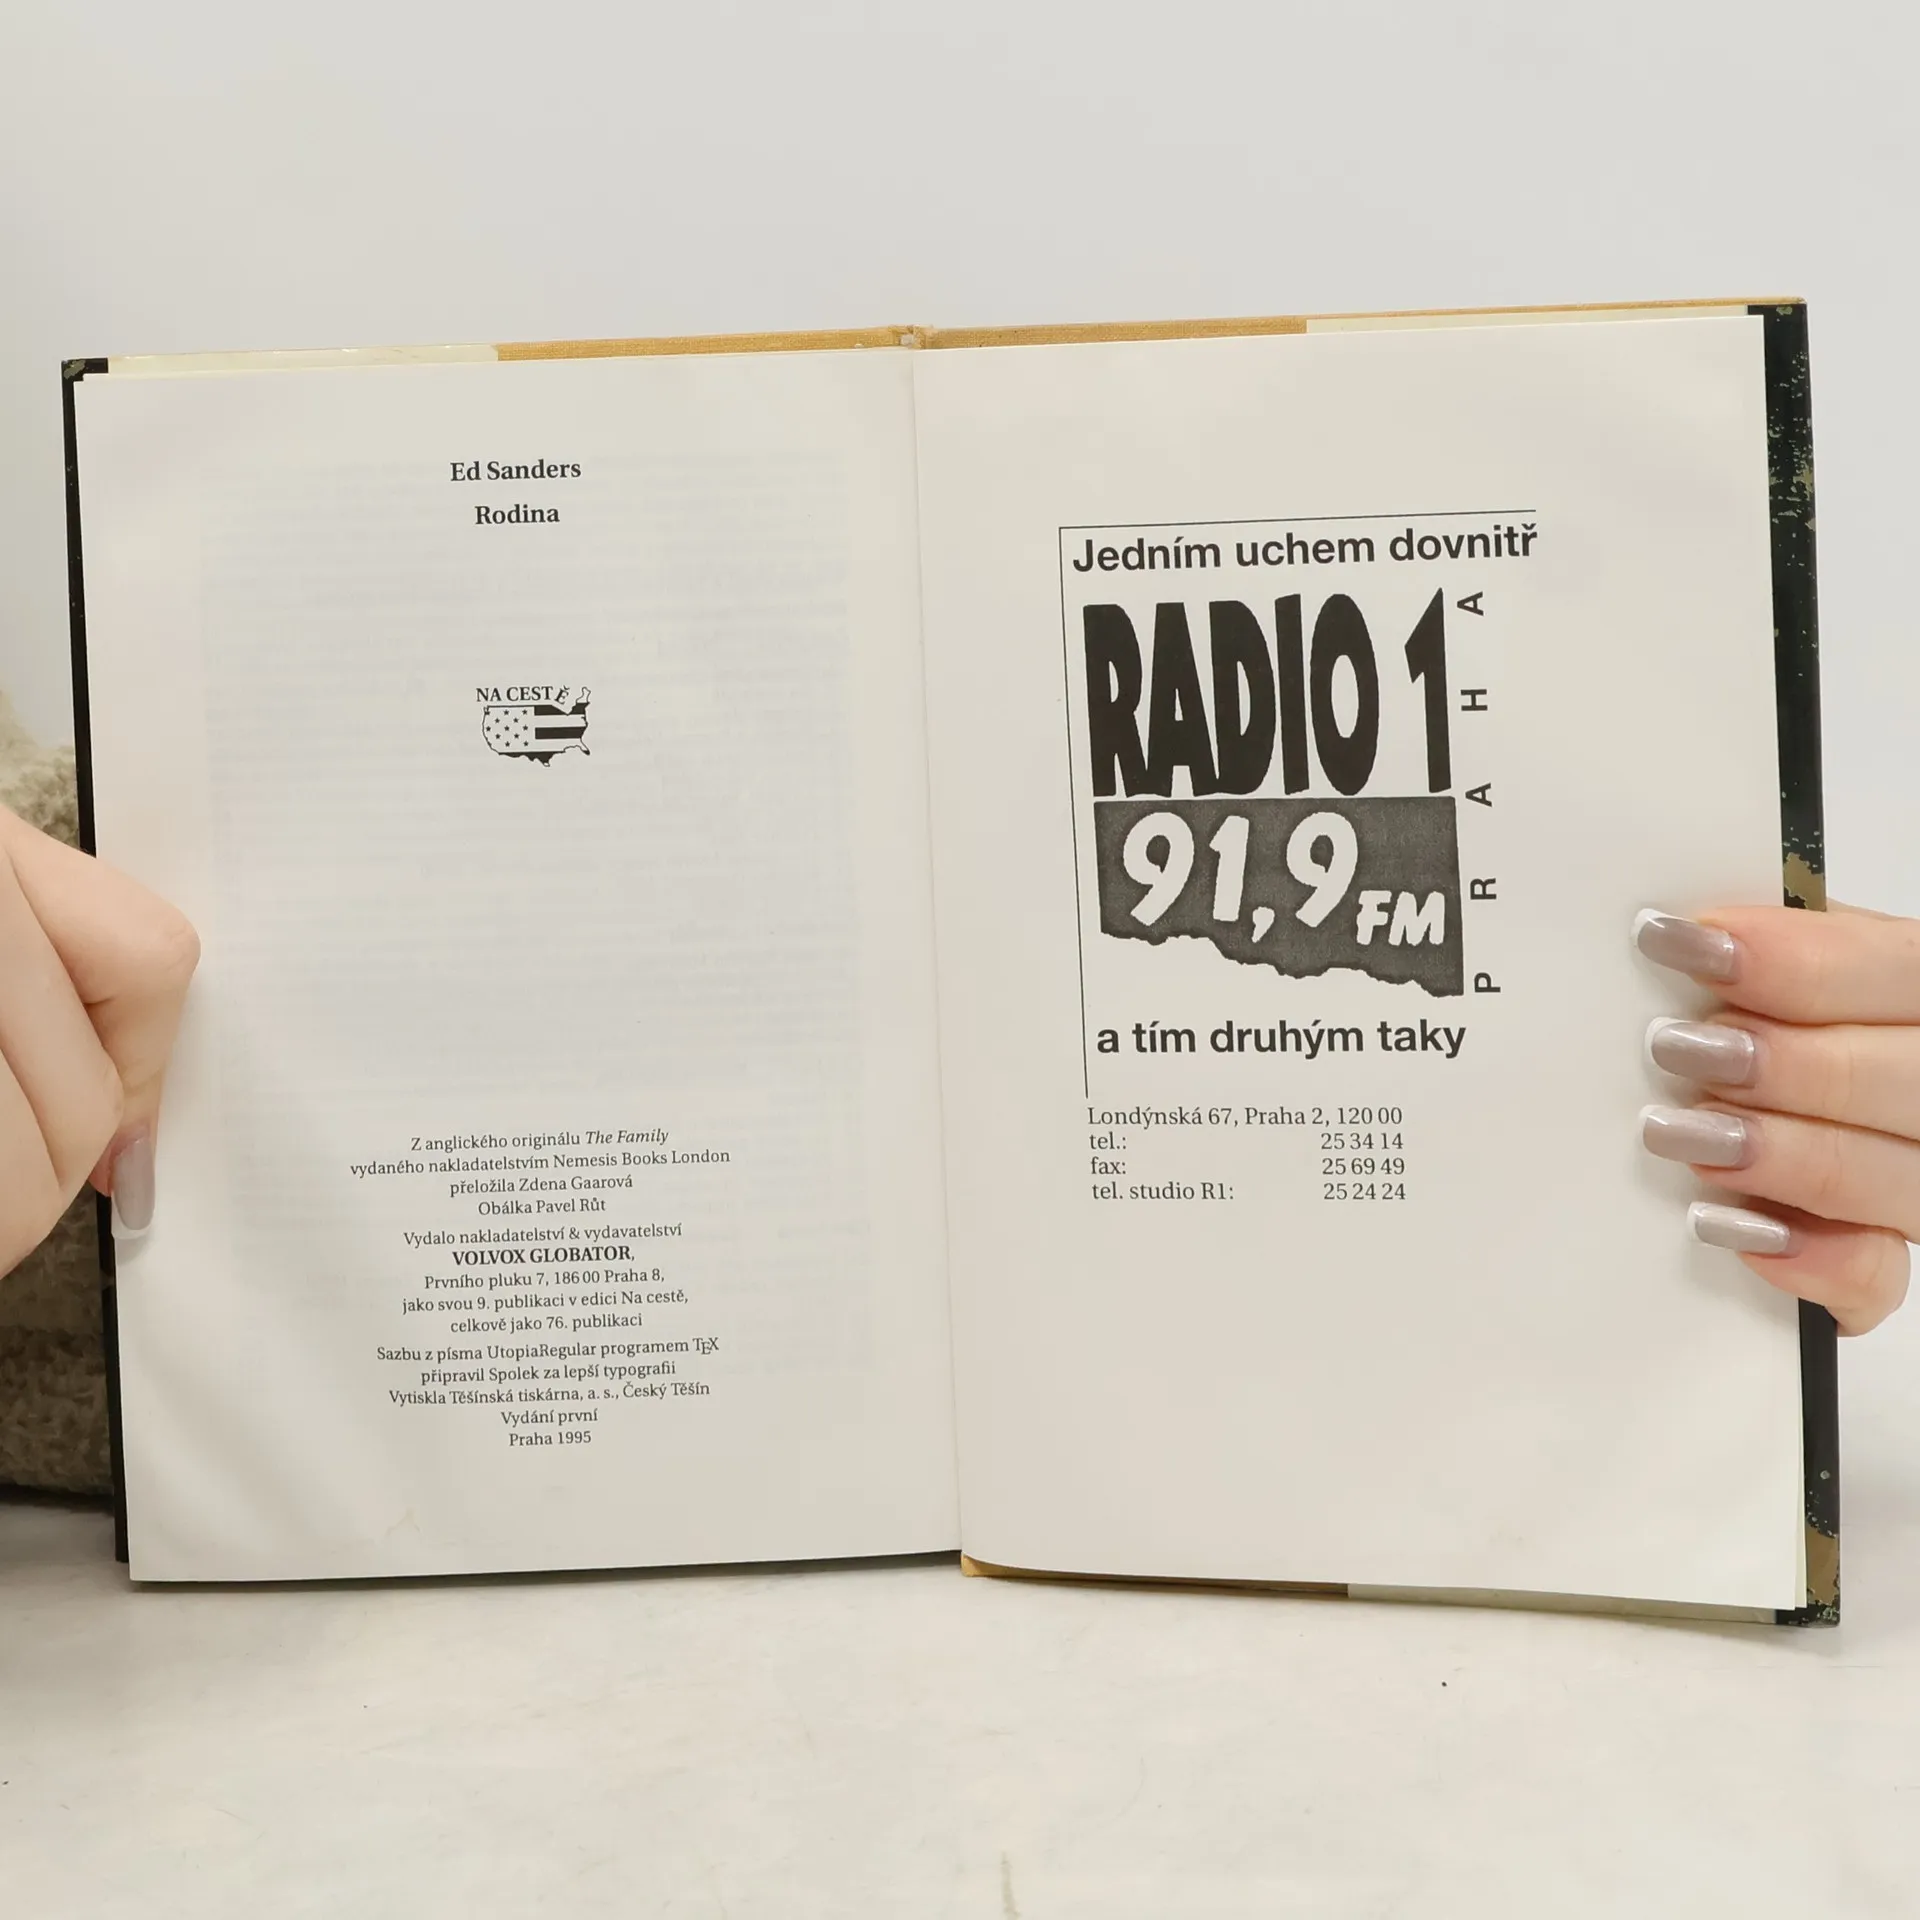 Ed Sanders
Rodina
NA CESTĚ
Z anglického originálu The Family
vydaného nakladatelstvím Nemesis Books London
přeložila Zdena Gaarová
Obálka Pavel Růt
Vydalo nakladatelství & vydavatelství
VOLVOX GLOBATOR,
Prvního pluku 7, 186 00 Praha 8,
jako svou 9. publikaci v edici Na cestě,
celkově jako 76. publikaci
Sazbu z písma UtopiaRegular programem TEX
připravil Spolek za lepší typografii
Vytiskla Těšínská tiskárna, a. s., Český Těšín
Vydání první
Praha 1995
Jedním uchem dovnitř
RADIO 1
91,9 FM
PRAHA
a tím druhým taky
Londýnská 67, Praha 2, 120 00
tel.: 25 34 14
fax: 25 69 49
tel. studio R1: 25 24 24